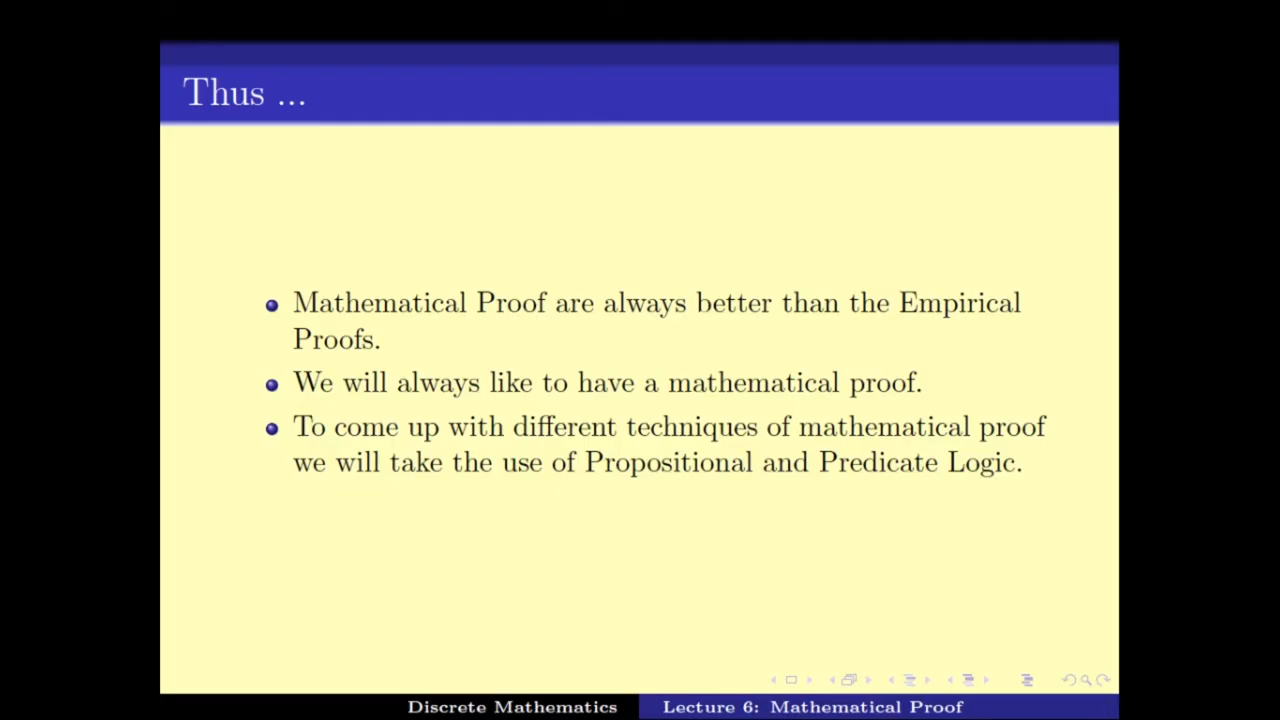 Thus ...
Mathematical Proof are always better than the Empirical
Proofs.
We will always like to have a mathematical proof.
To come up with different techniques of mathematical proof
we will take the use of Propositional and Predicate Logic.
Discrete Mathematics
Lecture 6: Mathematical Proof